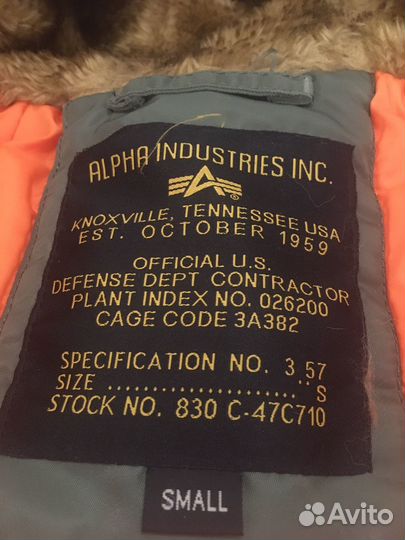 ALPHA INDUSTRIES INC.
KNOXVILLE, TENNESSEE USA
EST. OCTOBER 1959
OFFICIAL U.S.
DEFENSE DEPT CONTRACTOR
PLANT INDEX NO. 026200
CAGE CODE 3A382
SPECIFICATION NO. 3.57
SIZE ...................... S
STOCK NO. 830 C-47C710
SMALL
Avito